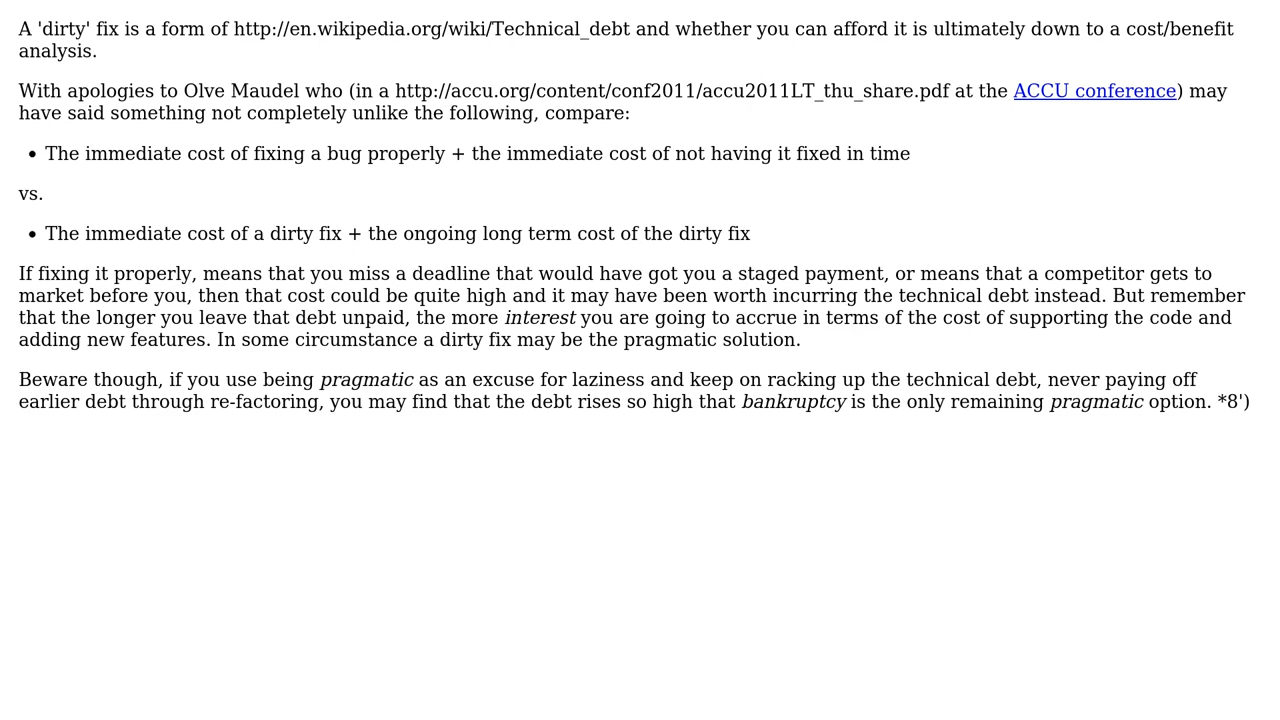 A 'dirty' fix is a form of http://en.wikipedia.org/wiki/Technical_debt and whether you can afford it is ultimately down to a cost/benefit
analysis.
With apologies to Olve Maudel who (in a http://accu.org/content/conf2011/accu2011LT_thu_share.pdf at the ACCU conference) may
have said something not completely unlike the following, compare:
• The immediate cost of fixing a bug properly + the immediate cost of not having it fixed in time
vs.
• The immediate cost of a dirty fix + the ongoing long term cost of the dirty fix
If fixing it properly, means that you miss a deadline that would have got you a staged payment, or means that a competitor gets to
market before you, then that cost could be quite high and it may have been worth incurring the technical debt instead. But remember
that the longer you leave that debt unpaid, the more interest you are going to accrue in terms of the cost of supporting the code and
adding new features. In some circumstance a dirty fix may be the pragmatic solution.
Beware though, if you use being pragmatic as an excuse for laziness and keep on racking up the technical debt, never paying off
earlier debt through re-factoring, you may find that the debt rises so high that bankruptcy is the only remaining pragmatic option. *8')